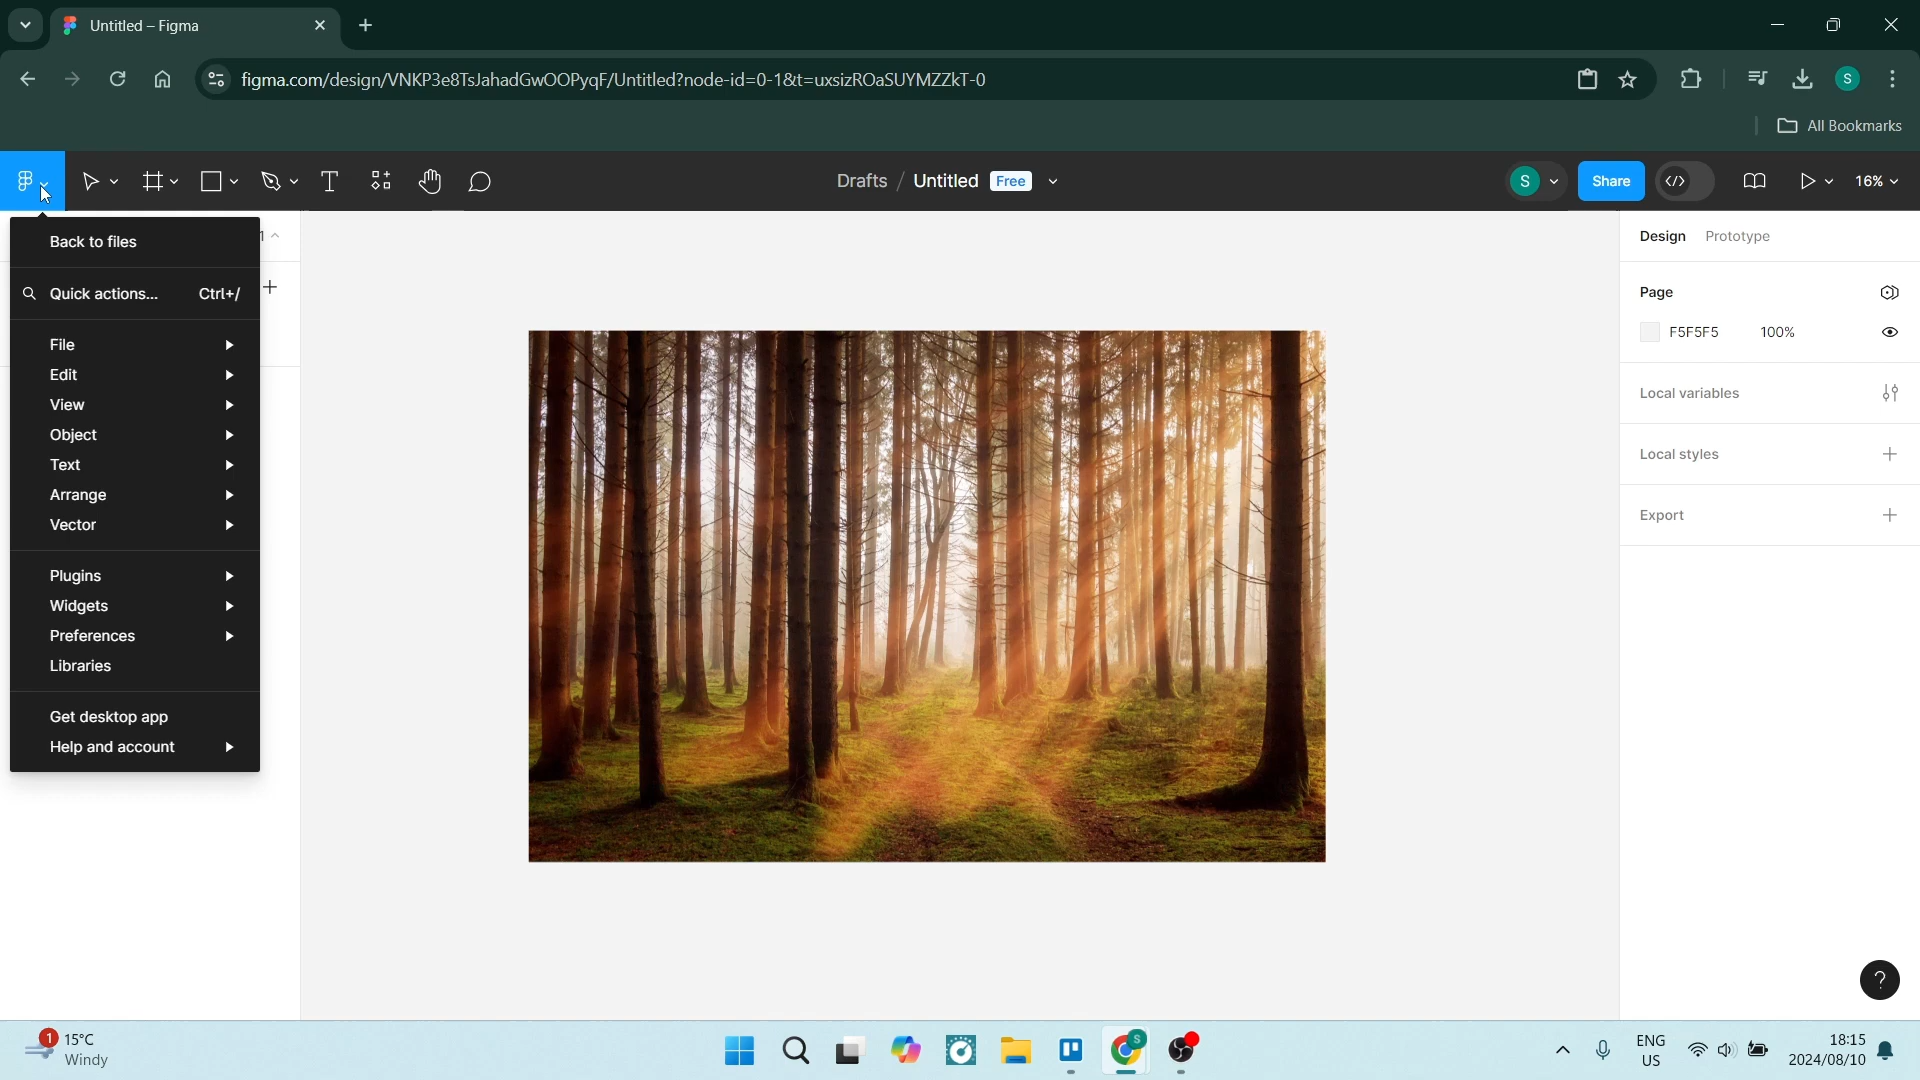 Untitled – Figma
figma.com/design/VNKP3e8TsJahadGwOOPyqF/Untitled?node-id=0-1&t=uxsizROaSUYMZZkT-0
S
All Bookmarks
Drafts / Untitled Free
S
Share
16%
Back to files
1
Quick actions... Ctrl+/
File
Edit
View
Object
Text
Arrange
Vector
Plugins
Widgets
Preferences
Libraries
Get desktop app
Help and account
Design Prototype
Page
F5F5F5 100%
Local variables
Local styles
Export
?
1
15°C
Windy
S
ENG
US
18:15
2024/08/10